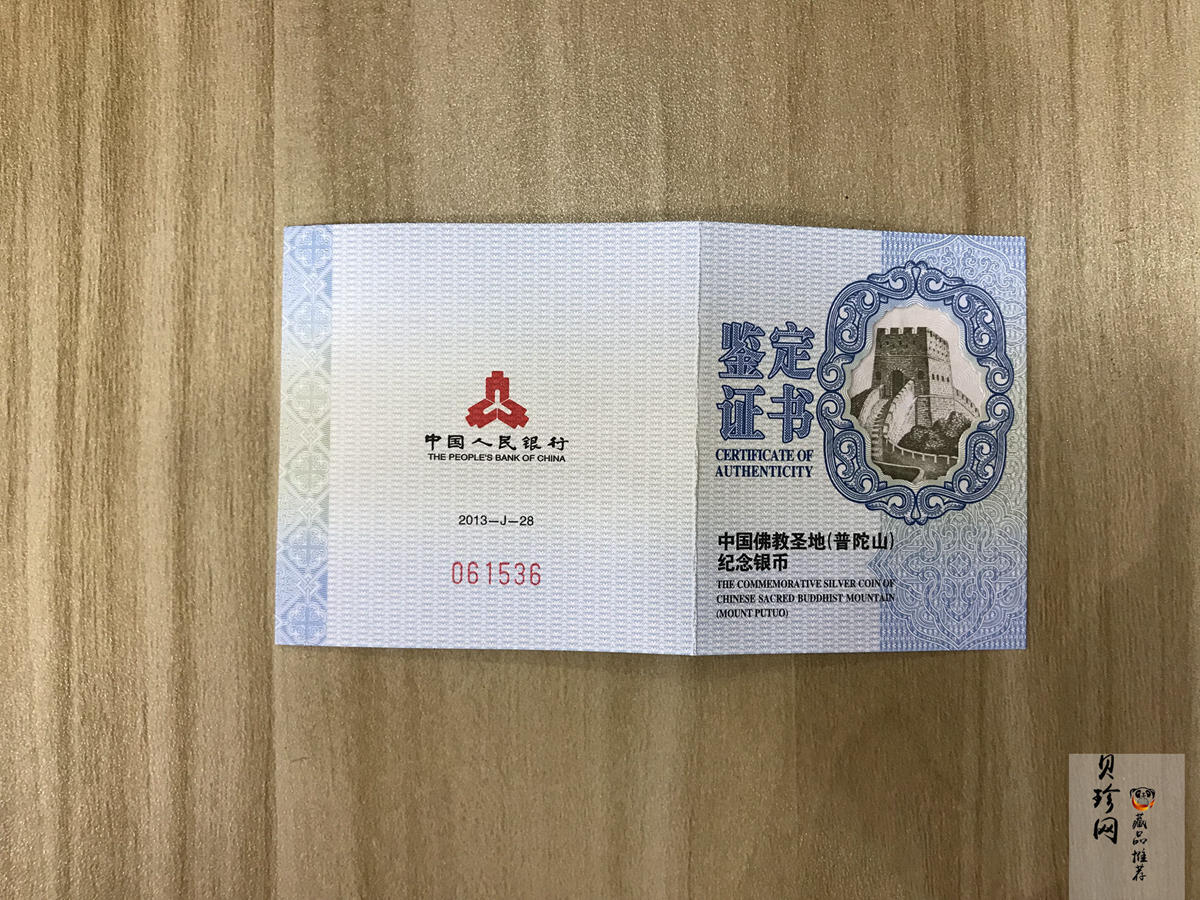 中国人民银行
THE PEOPLE'S BANK OF CHINA
2013—J—28
061536
鉴定
证书
CERTIFICATE OF
AUTHENTICITY
中国佛教圣地(普陀山)
纪念银币
THE COMMEMORATIVE SILVER COIN OF
CHINESE SACRED BUDDHIST MOUNTAIN
(MOUNT PUTUO)
贝珍网
藏品推荐